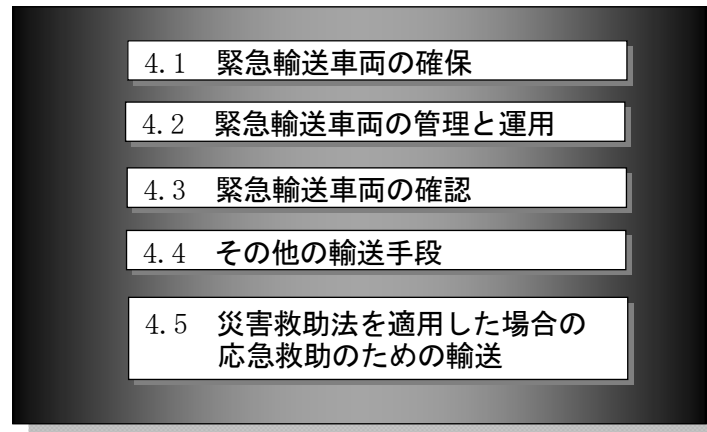 4.1 緊急輸送車両の確保
4.2 緊急輸送車両の管理と運用
4.3 緊急輸送車両の確認
4.4 その他の輸送手段
4.5 災害救助法を適用した場合の
応急救助のための輸送